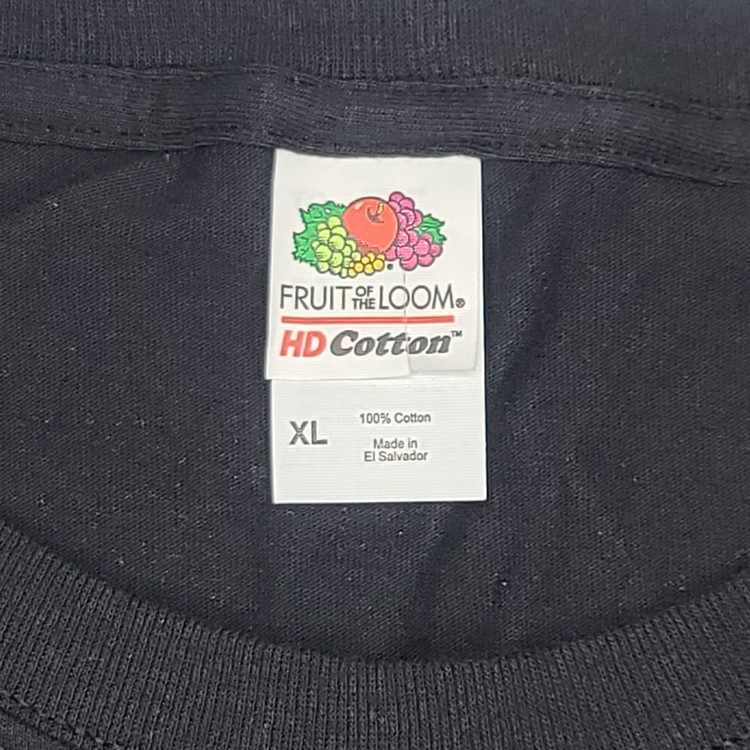 FRUIT OF THE LOOM®
HD Cotton™
XL
100% Cotton
Made in
El Salvador